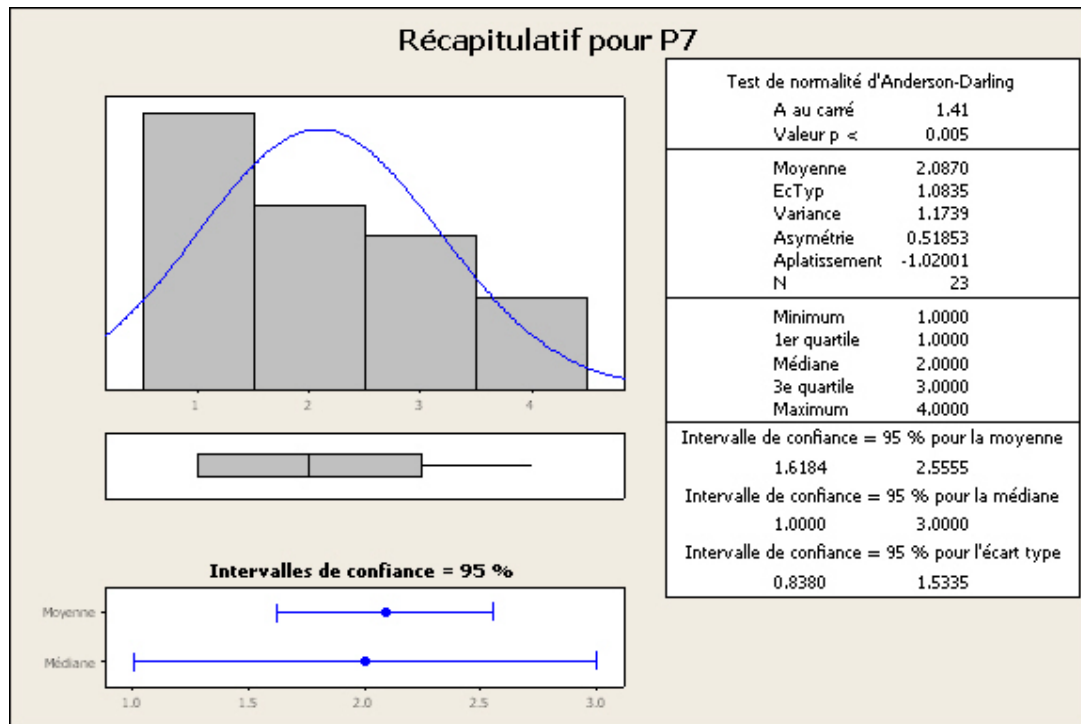 Récapitulatif pour P7
1 2 3 4
Intervalles de confiance = 95 %
Moyenne
Médiane
1.0 1.5 2.0 2.5 3.0
Test de normalité d'Anderson-Darling
A au carré 1.41
Valeur p < 0.005
Moyenne 2.0870
EcTyp 1.0835
Variance 1.1739
Asymétrie 0.51853
Aplatissement -1.02001
N 23
Minimum 1.0000
1er quartile 1.0000
Médiane 2.0000
3e quartile 3.0000
Maximum 4.0000
Intervalle de confiance = 95 % pour la moyenne
1.6184 2.5555
Intervalle de confiance = 95 % pour la médiane
1.0000 3.0000
Intervalle de confiance = 95 % pour l'écart type
0.8380 1.5335